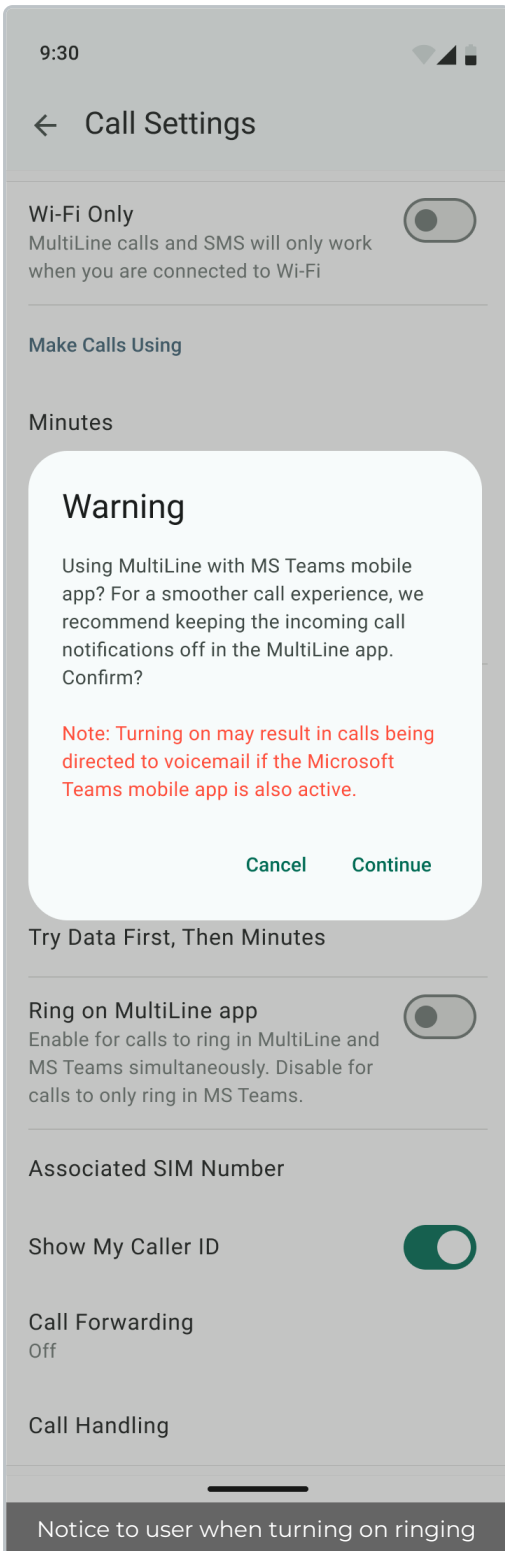 9:30
Call Settings
Wi-Fi Only
MultiLine calls and SMS will only work
when you are connected to Wi-Fi
Make Calls Using
Minutes
Warning
Using MultiLine with MS Teams mobile
app? For a smoother call experience, we
recommend keeping the incoming call
notifications off in the MultiLine app.
Confirm?
Note: Turning on may result in calls being
directed to voicemail if the Microsoft
Teams mobile app is also active.
Cancel Continue
Try Data First, Then Minutes
Ring on MultiLine app
Enable for calls to ring in MultiLine and
MS Teams simultaneously. Disable for
calls to only ring in MS Teams.
Associated SIM Number
Show My Caller ID
Call Forwarding
Off
Call Handling
Notice to user when turning on ringing